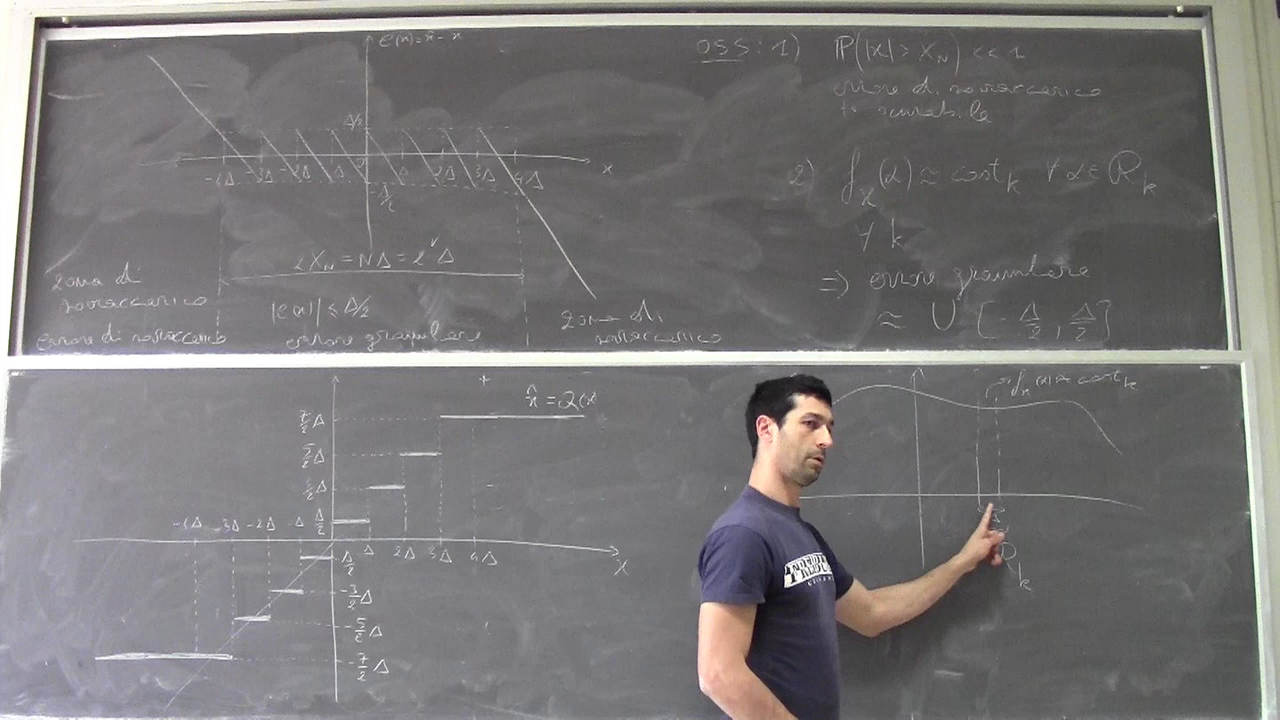 e(x) = x̂ - x
Δ/2
-4Δ -3Δ -2Δ 2Δ 3Δ 4Δ x
-Δ/2
2X_N = NΔ = 2^ν Δ
zona di
sovraccarico
|e(x)| ≤ Δ/2
zona di
sovraccarico
errore di sovraccarico
errore granulare
OSS: 1) P(|x| > X_N) << 1
errore di sovraccarico
2) f_x(α) ≃ cost_k ∀ α ∈ R_k
∀ k
=> errore granulare
≈ U [-Δ/2, Δ/2]
x̂ = Q(x)
7/2 Δ
5/2 Δ
3/2 Δ
Δ/2
-4Δ -3Δ -2Δ -Δ
Δ 2Δ 3Δ 4Δ x
-Δ/2
-3/2 Δ
-5/2 Δ
-7/2 Δ
f_x(α) ≃ cost_k
Δ
R_k